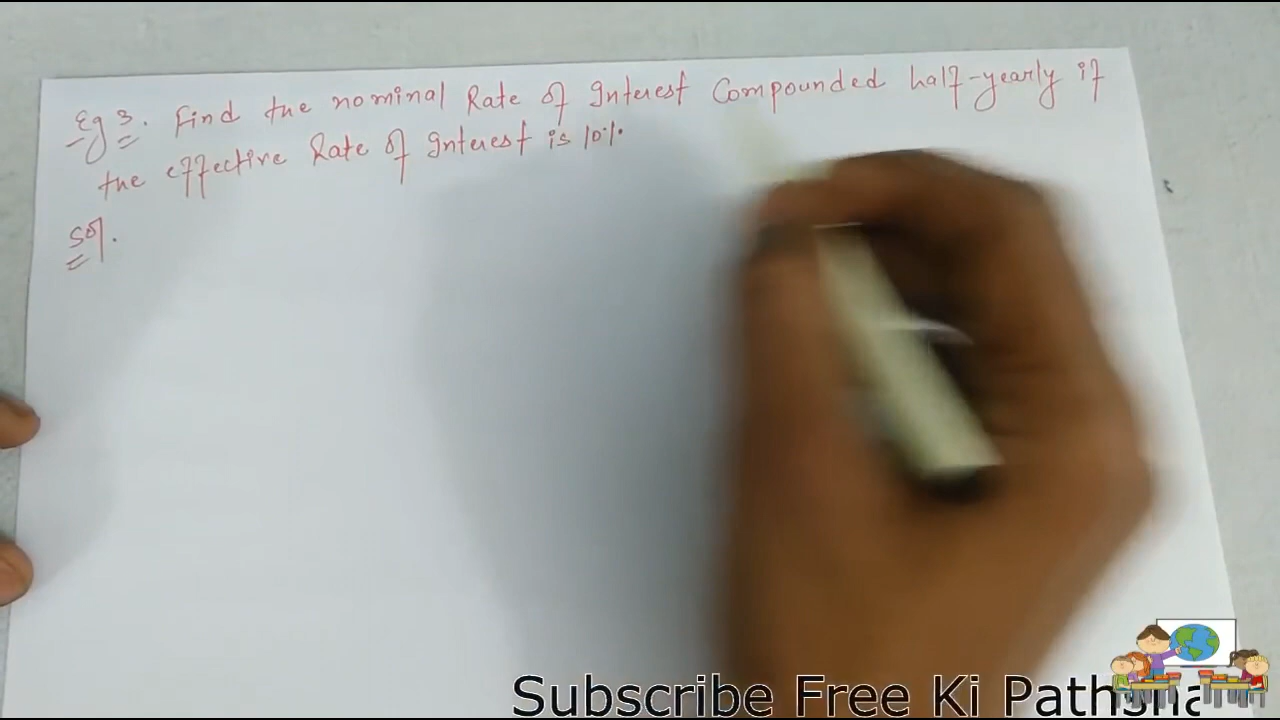 Eg 3. Find the nominal Rate of Interest Compounded half-yearly if
the effective Rate of Interest is 10%.
Sol.
Subscribe Free Ki Pathsha